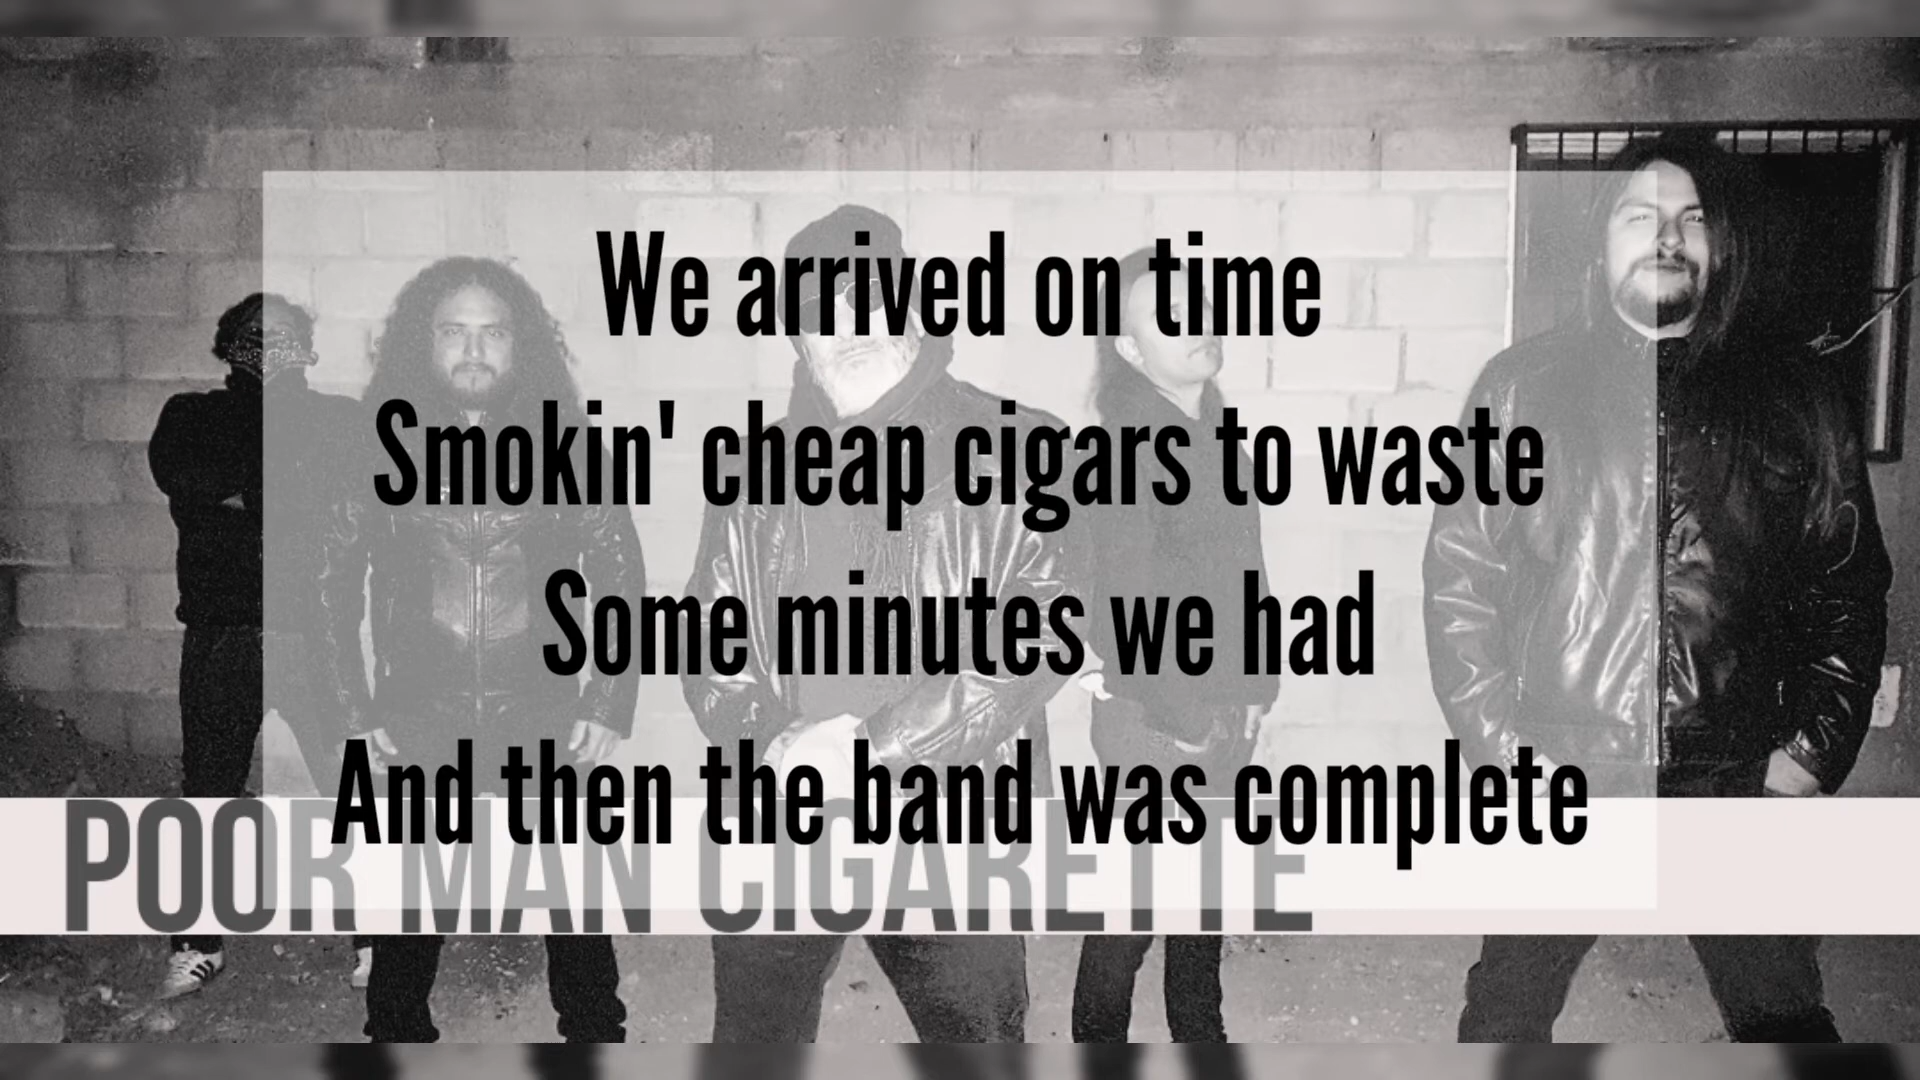 We arrived on time
Smokin' cheap cigars to waste
Some minutes we had
And then the band was complete
POOR MAN CIGARETTE